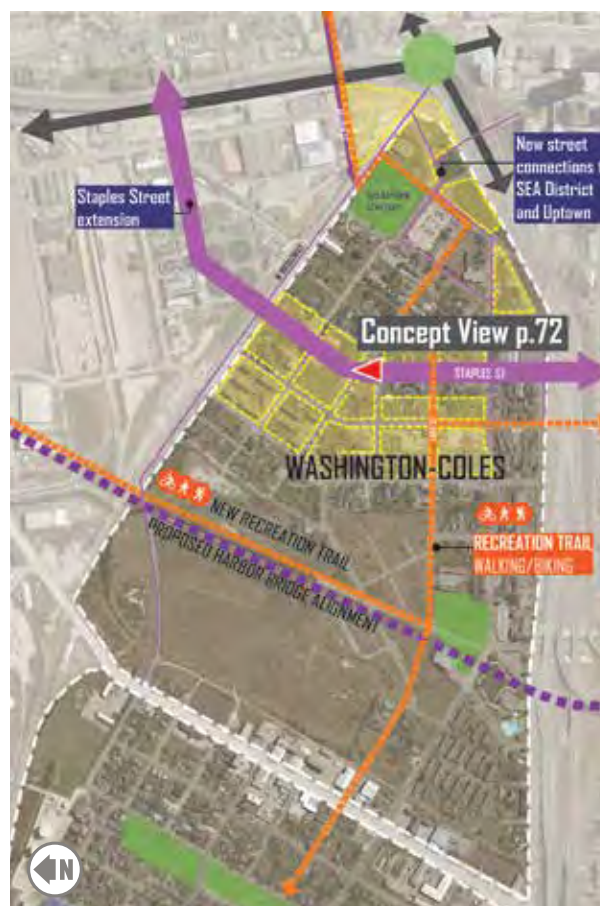 New street
connections t
SEA District
and Uptown
Staples Street
extension
Concept View p.72
STAPLES ST
WASHINGTON-COLES
NEW RECREATION TRAIL
PROPOSED HARBOR BRIDGE ALIGNMENT
RECREATION TRAIL
WALKING/BIKING
N